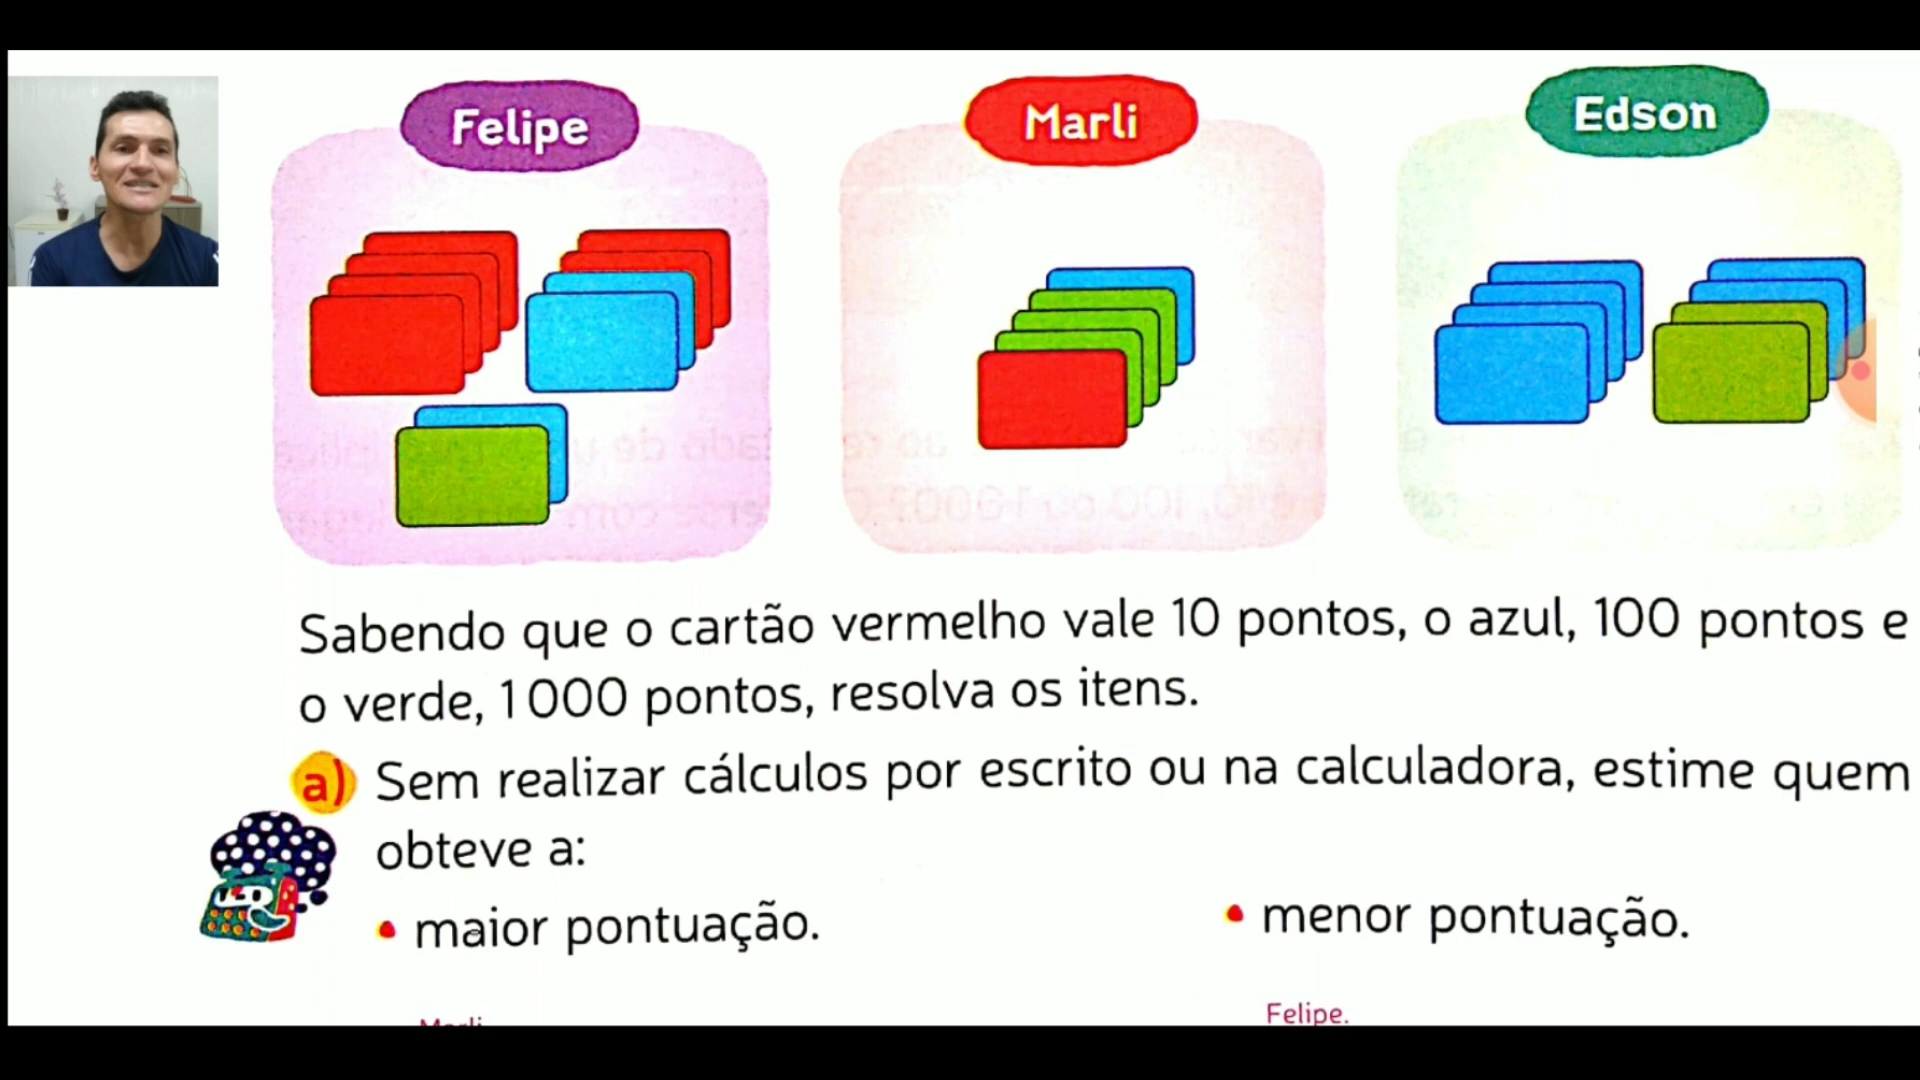 Felipe
Marli
Edson
Sabendo que o cartão vermelho vale 10 pontos, o azul, 100 pontos e
o verde, 1000 pontos, resolva os itens.
a) Sem realizar cálculos por escrito ou na calculadora, estime quem
obteve a:
• maior pontuação.
• menor pontuação.
Felipe.